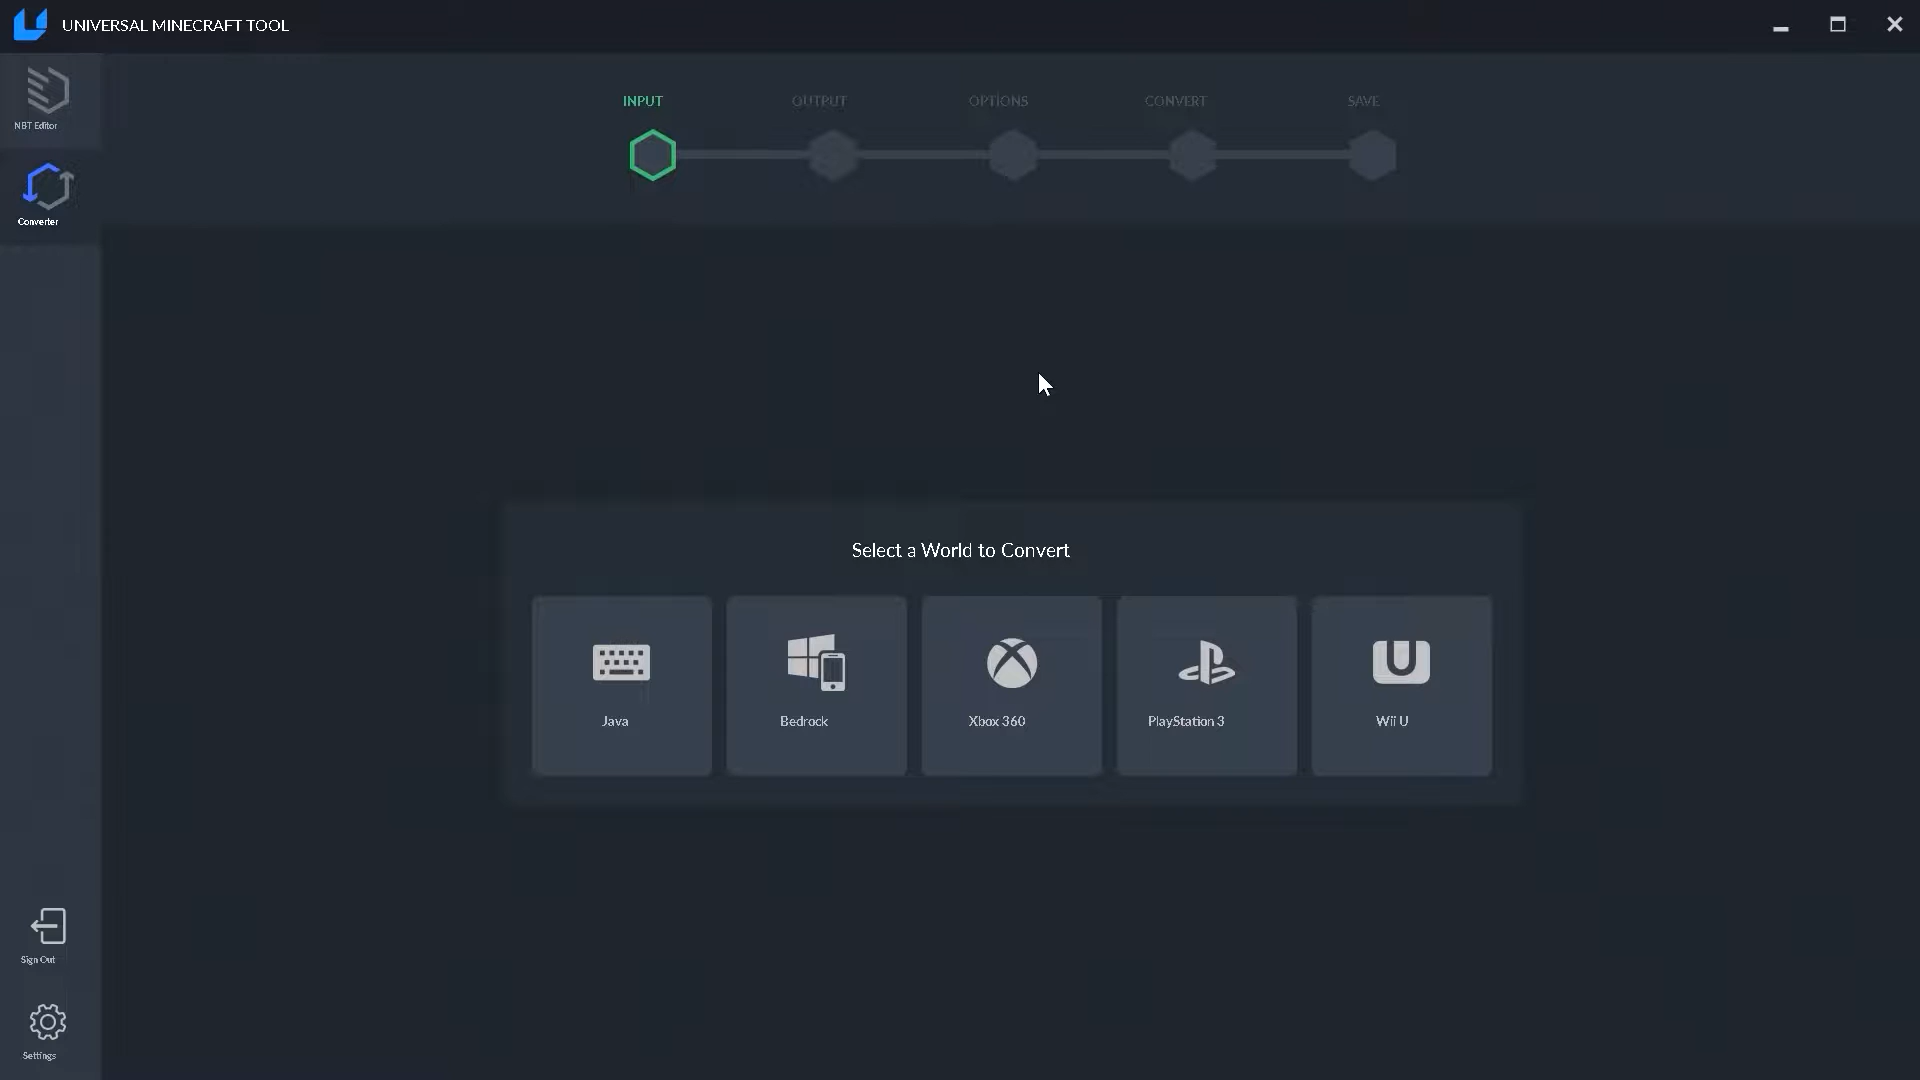 UNIVERSAL MINECRAFT TOOL
NBT Editor
Converter
INPUT
OUTPUT
OPTIONS
CONVERT
SAVE
Select a World to Convert
Java
Bedrock
Xbox 360
PlayStation 3
Wii U
Sign Out
Settings